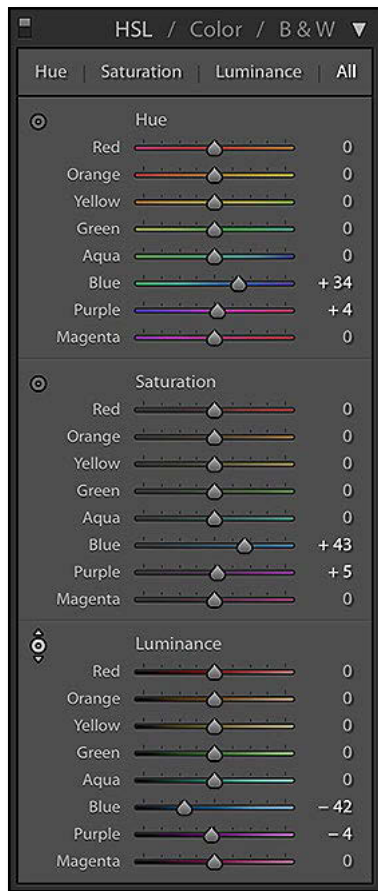 HSL / Color / B & W
Hue | Saturation | Luminance | All
Hue
Red 0
Orange 0
Yellow 0
Green 0
Aqua 0
Blue + 34
Purple + 4
Magenta 0
Saturation
Red 0
Orange 0
Yellow 0
Green 0
Aqua 0
Blue + 43
Purple + 5
Magenta 0
Luminance
Red 0
Orange 0
Yellow 0
Green 0
Aqua 0
Blue − 42
Purple − 4
Magenta 0